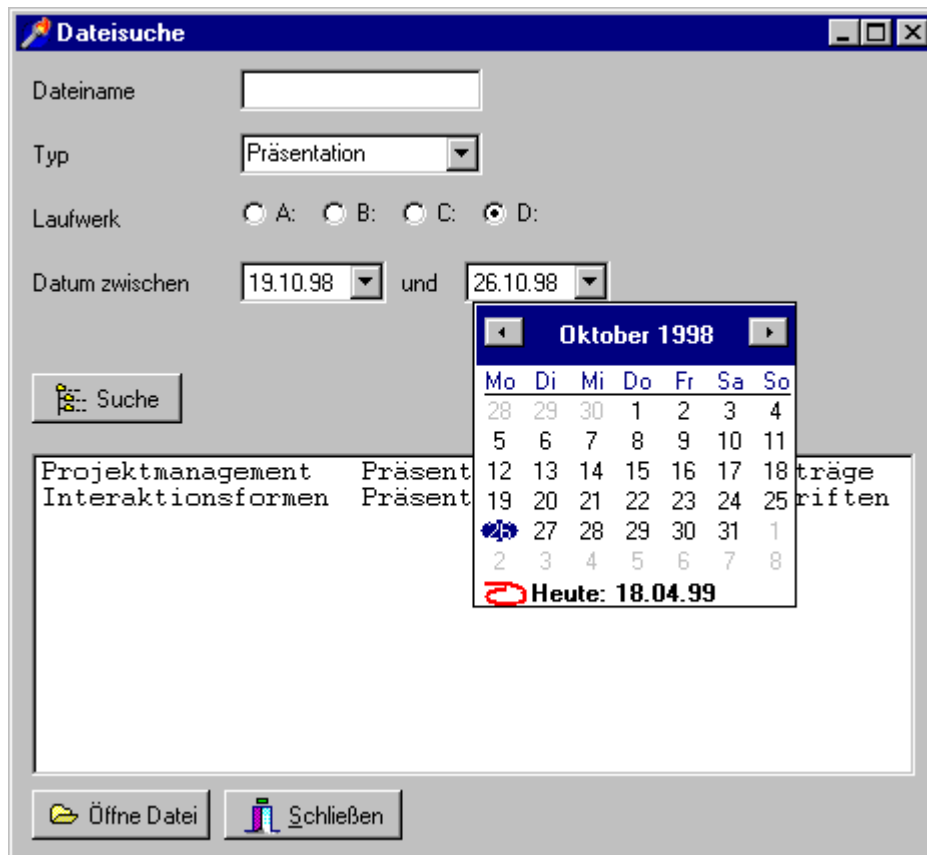 Dateisuche
Dateiname
Typ Präsentation
Laufwerk A: B: C: D:
Datum zwischen 19.10.98 und 26.10.98
Oktober 1998
Mo Di Mi Do Fr Sa So
28 29 30 1 2 3 4
5 6 7 8 9 10 11
12 13 14 15 16 17 18
19 20 21 22 23 24 25
26 27 28 29 30 31 1
2 3 4 5 6 7 8
Heute: 18.04.99
Suche
Projektmanagement Präsent träge
Interaktionsformen Präsent riften
Öffne Datei Schließen